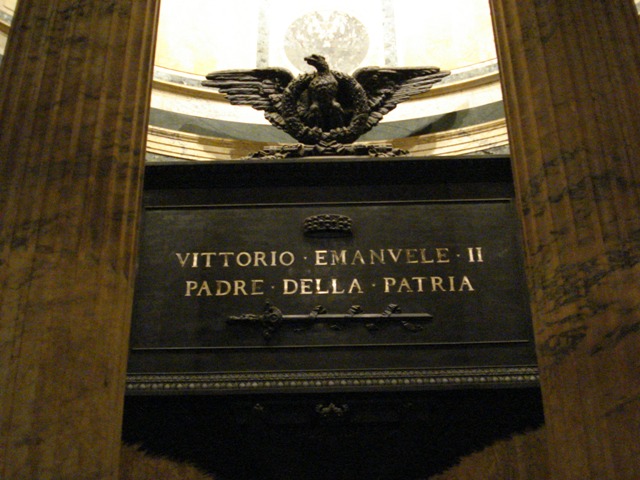 VITTORIO · EMANVELE · II
PADRE · DELLA · PATRIA